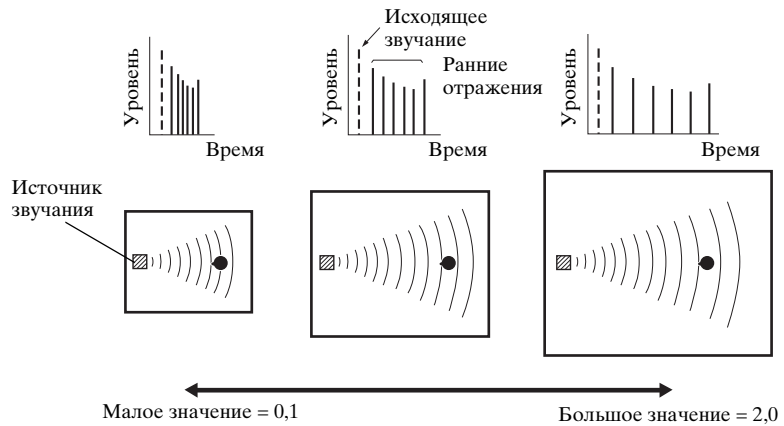 Исходящее
звучание
Ранние
отражения
Уровень
Время
Уровень
Время
Уровень
Время
Источник
звучания
Малое значение = 0,1
Большое значение = 2,0